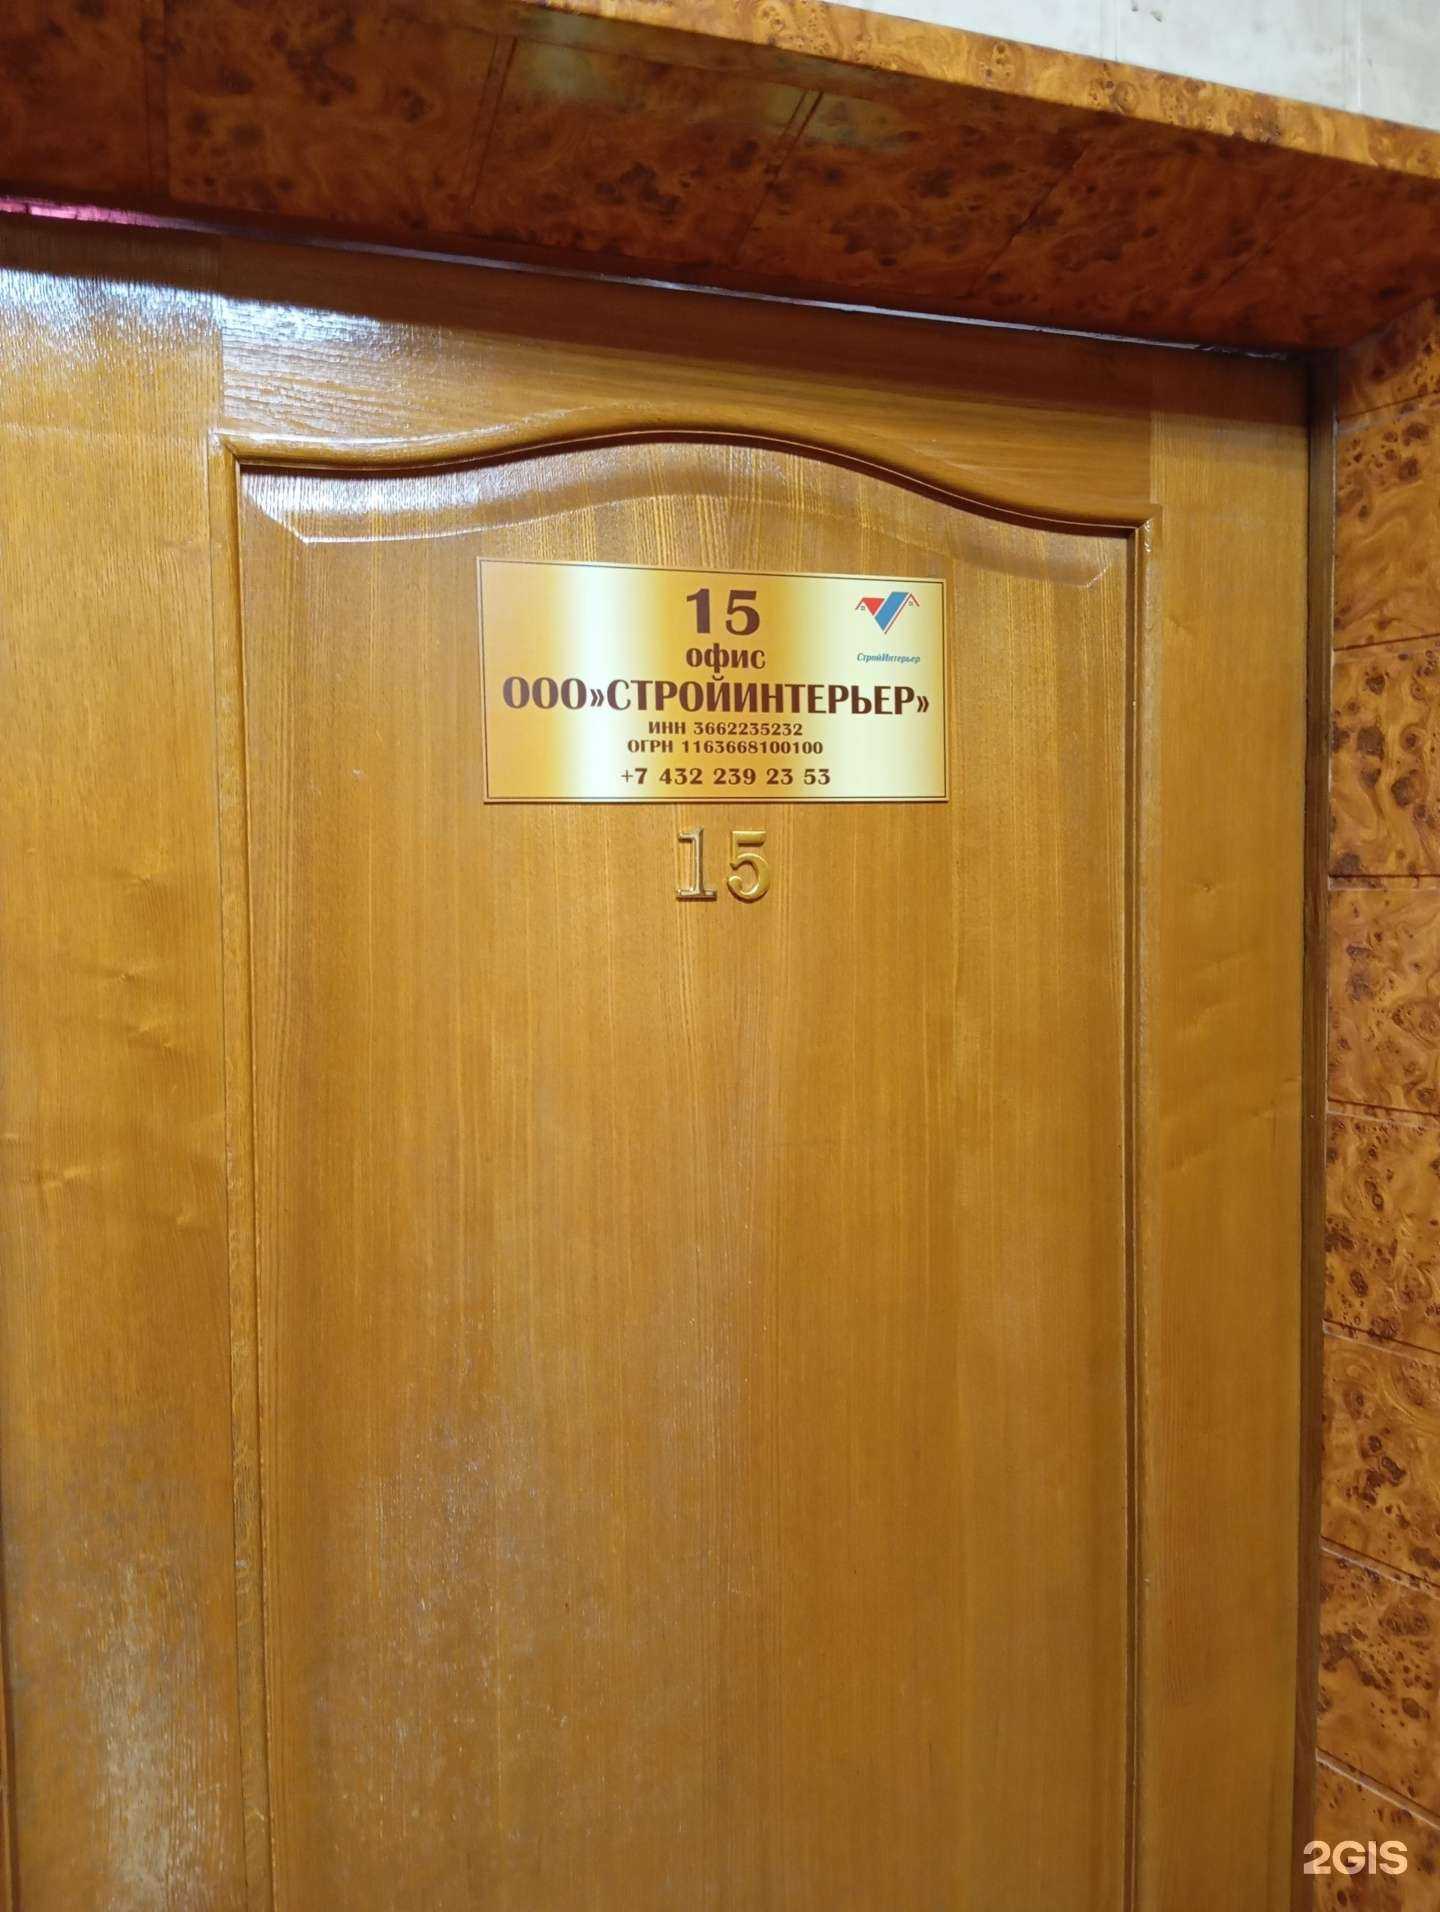 15
СтройИнтерьер
офис
ООО»СТРОЙИНТЕРЬЕР»
ИНН 3662235232
ОГРН 1163668100100
+7 432 239 23 53
15
2GIS